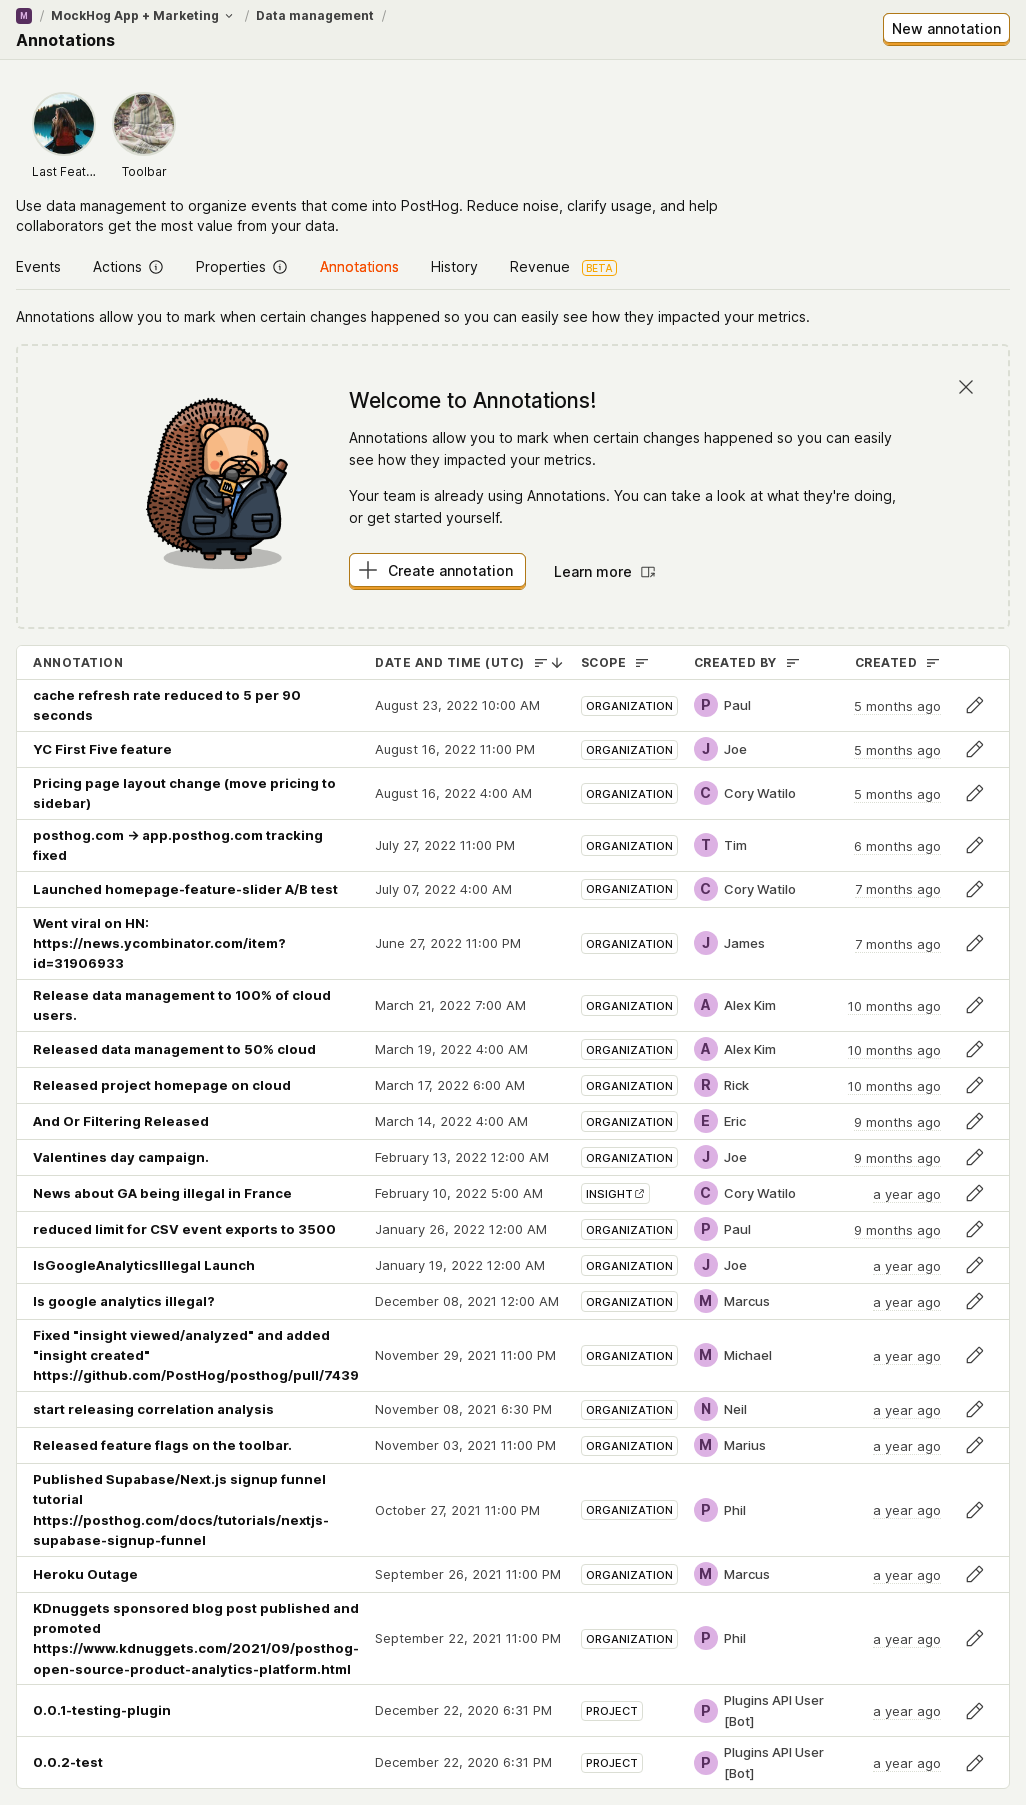 M / MockHog App + Marketing / Data management /
Annotations
New annotation
Last Feat...
Toolbar
Use data management to organize events that come into PostHog. Reduce noise, clarify usage, and help
collaborators get the most value from your data.
Events Actions Properties Annotations History Revenue BETA
Annotations allow you to mark when certain changes happened so you can easily see how they impacted your metrics.
Welcome to Annotations!
Annotations allow you to mark when certain changes happened so you can easily
see how they impacted your metrics.
Your team is already using Annotations. You can take a look at what they're doing,
or get started yourself.
Create annotation Learn more
ANNOTATION DATE AND TIME (UTC) SCOPE CREATED BY CREATED
cache refresh rate reduced to 5 per 90
seconds
August 23, 2022 10:00 AM ORGANIZATION P Paul 5 months ago
YC First Five feature August 16, 2022 11:00 PM ORGANIZATION J Joe 5 months ago
Pricing page layout change (move pricing to
sidebar)
August 16, 2022 4:00 AM ORGANIZATION C Cory Watilo 5 months ago
posthog.com → app.posthog.com tracking
fixed
July 27, 2022 11:00 PM ORGANIZATION T Tim 6 months ago
Launched homepage-feature-slider A/B test July 07, 2022 4:00 AM ORGANIZATION C Cory Watilo 7 months ago
Went viral on HN:
https://news.ycombinator.com/item?
id=31906933
June 27, 2022 11:00 PM ORGANIZATION J James 7 months ago
Release data management to 100% of cloud
users.
March 21, 2022 7:00 AM ORGANIZATION A Alex Kim 10 months ago
Released data management to 50% cloud March 19, 2022 4:00 AM ORGANIZATION A Alex Kim 10 months ago
Released project homepage on cloud March 17, 2022 6:00 AM ORGANIZATION R Rick 10 months ago
And Or Filtering Released March 14, 2022 4:00 AM ORGANIZATION E Eric 9 months ago
Valentines day campaign. February 13, 2022 12:00 AM ORGANIZATION J Joe 9 months ago
News about GA being illegal in France February 10, 2022 5:00 AM INSIGHT C Cory Watilo a year ago
reduced limit for CSV event exports to 3500 January 26, 2022 12:00 AM ORGANIZATION P Paul 9 months ago
IsGoogleAnalyticsIllegal Launch January 19, 2022 12:00 AM ORGANIZATION J Joe a year ago
Is google analytics illegal? December 08, 2021 12:00 AM ORGANIZATION M Marcus a year ago
Fixed "insight viewed/analyzed" and added
"insight created"
https://github.com/PostHog/posthog/pull/7439
November 29, 2021 11:00 PM ORGANIZATION M Michael a year ago
start releasing correlation analysis November 08, 2021 6:30 PM ORGANIZATION N Neil a year ago
Released feature flags on the toolbar. November 03, 2021 11:00 PM ORGANIZATION M Marius a year ago
Published Supabase/Next.js signup funnel
tutorial
https://posthog.com/docs/tutorials/nextjs-
supabase-signup-funnel
October 27, 2021 11:00 PM ORGANIZATION P Phil a year ago
Heroku Outage September 26, 2021 11:00 PM ORGANIZATION M Marcus a year ago
KDnuggets sponsored blog post published and
promoted
https://www.kdnuggets.com/2021/09/posthog-
open-source-product-analytics-platform.html
September 22, 2021 11:00 PM ORGANIZATION P Phil a year ago
0.0.1-testing-plugin December 22, 2020 6:31 PM PROJECT P Plugins API User
[Bot]
a year ago
0.0.2-test December 22, 2020 6:31 PM PROJECT P Plugins API User
[Bot]
a year ago